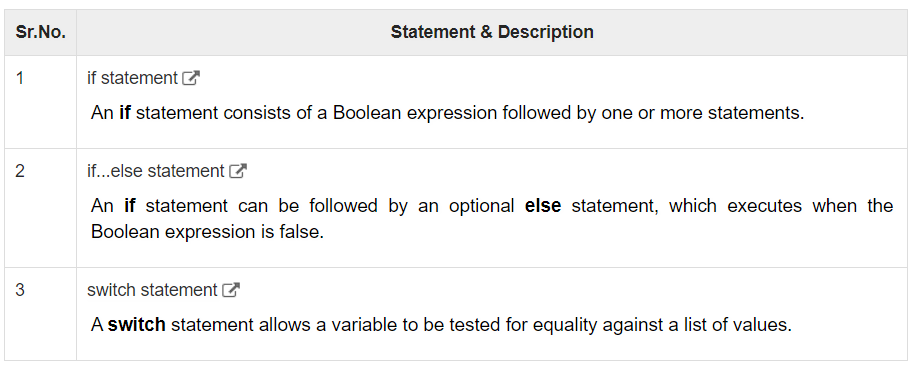 Sr.No. Statement & Description
1 if statement
An if statement consists of a Boolean expression followed by one or more statements.
2 if...else statement
An if statement can be followed by an optional else statement, which executes when the
Boolean expression is false.
3 switch statement
A switch statement allows a variable to be tested for equality against a list of values.